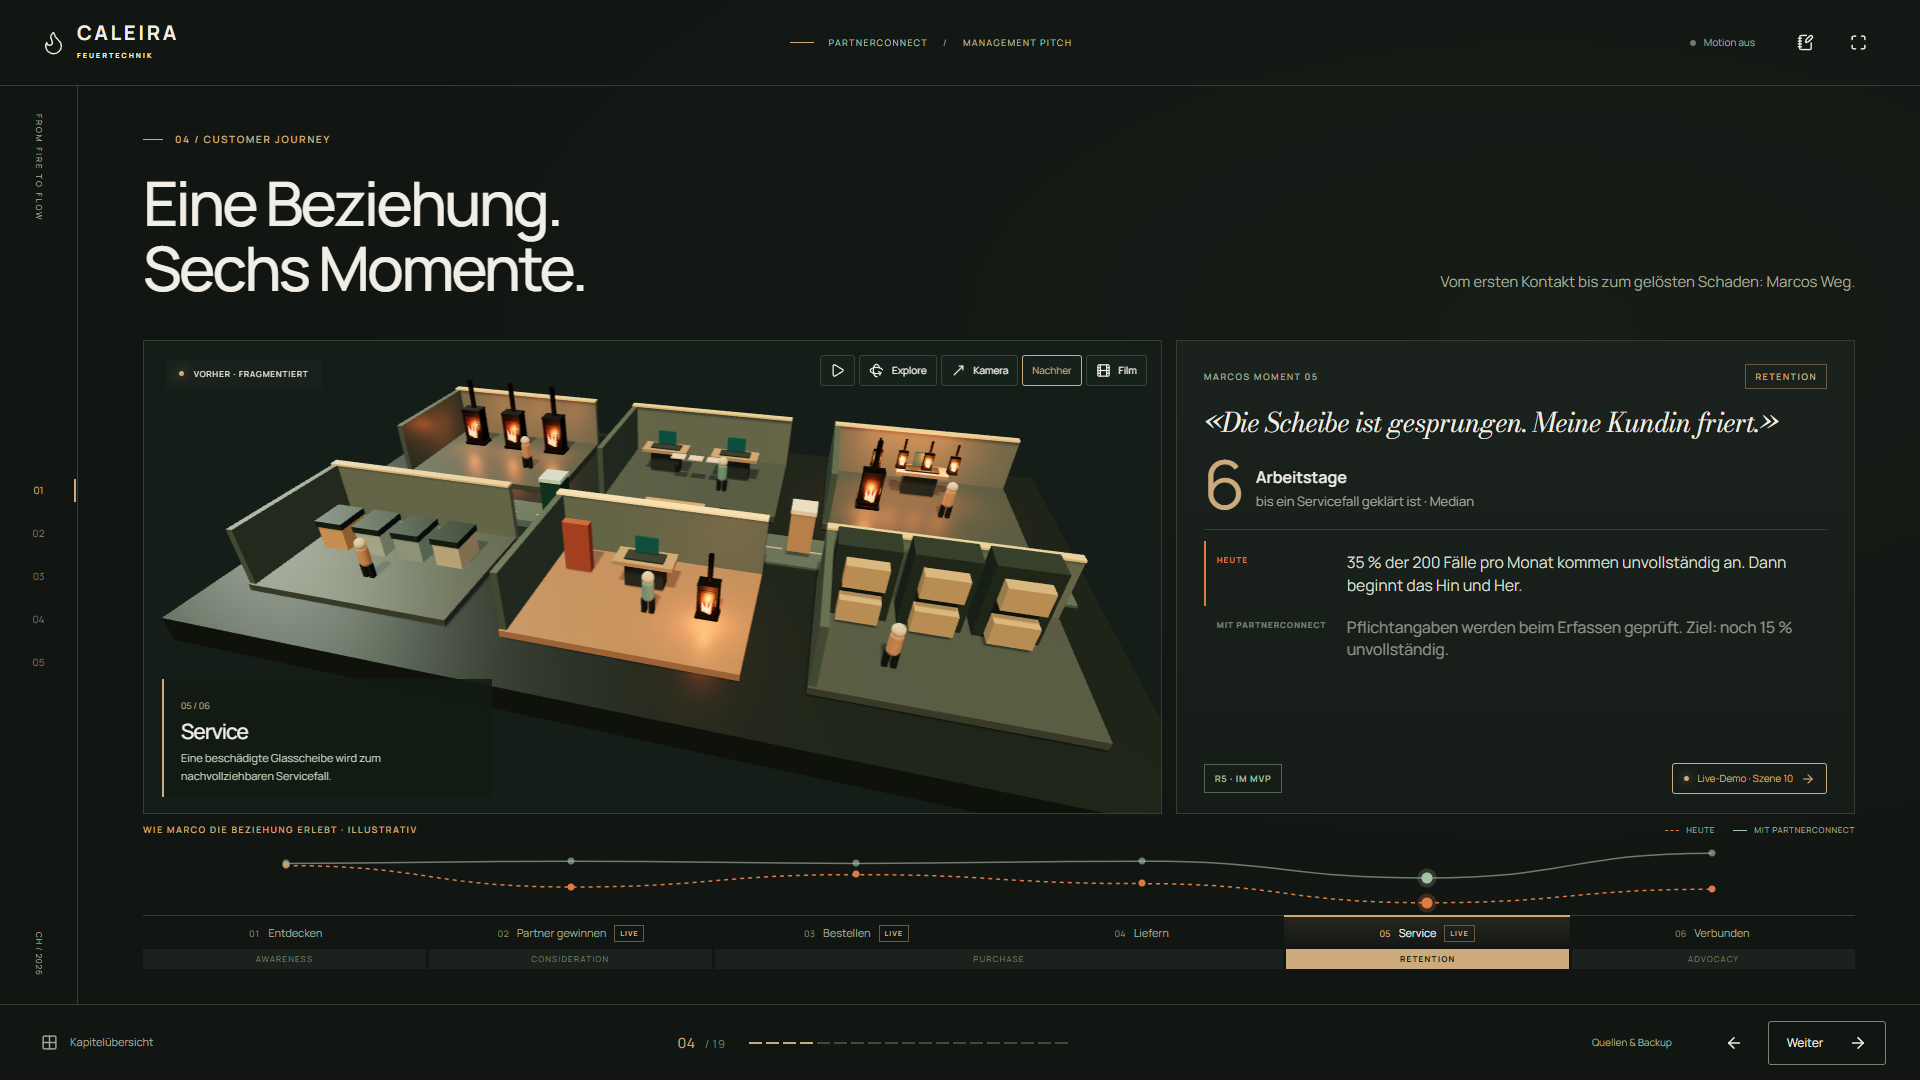 CALEIRA
FEUERTECHNIK
PARTNERCONNECT / MANAGEMENT PITCH
Motion aus
FROM FIRE TO FLOW
04 / CUSTOMER JOURNEY
Eine Beziehung.
Sechs Momente.
Vom ersten Kontakt bis zum gelösten Schaden: Marcos Weg.
01
02
03
04
05
VORHER · FRAGMENTIERT
Explore
Kamera
Nachher
Film
05 / 06
Service
Eine beschädigte Glasscheibe wird zum
nachvollziehbaren Servicefall.
MARCOS MOMENT 05
RETENTION
«Die Scheibe ist gesprungen. Meine Kundin friert.»
6 Arbeitstage
bis ein Servicefall geklärt ist · Median
HEUTE
35 % der 200 Fälle pro Monat kommen unvollständig an. Dann
beginnt das Hin und Her.
MIT PARTNERCONNECT
Pflichtangaben werden beim Erfassen geprüft. Ziel: noch 15 %
unvollständig.
R5 · IM MVP
Live-Demo · Szene 10
WIE MARCO DIE BEZIEHUNG ERLEBT · ILLUSTRATIV
HEUTE
MIT PARTNERCONNECT
01 Entdecken
02 Partner gewinnen LIVE
03 Bestellen LIVE
04 Liefern
05 Service LIVE
06 Verbunden
AWARENESS
CONSIDERATION
PURCHASE
RETENTION
ADVOCACY
CH / 2026
Kapitelübersicht
04 / 19
Quellen & Backup
Weiter